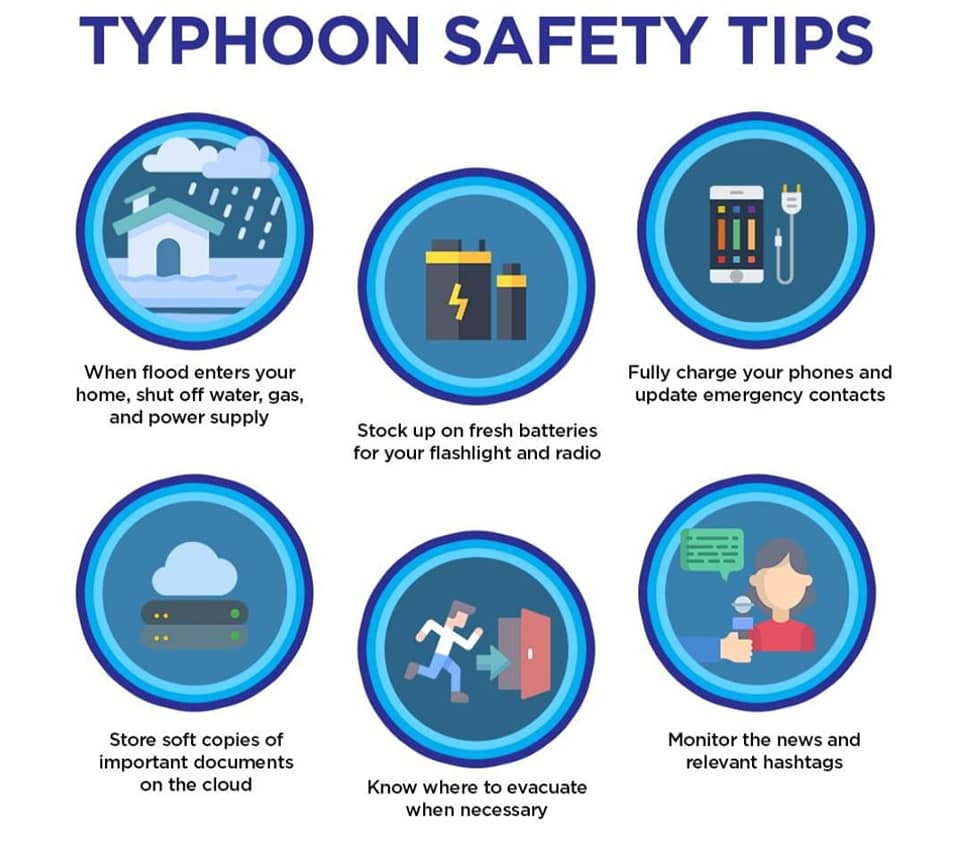 TYPHOON SAFETY TIPS
When flood enters your
home, shut off water, gas,
and power supply
Stock up on fresh batteries
for your flashlight and radio
Fully charge your phones and
update emergency contacts
Store soft copies of
important documents
on the cloud
Know where to evacuate
when necessary
Monitor the news and
relevant hashtags